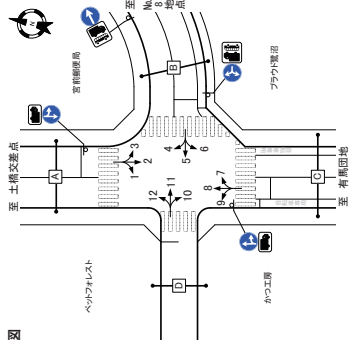 図
N
至 土橋交差点
至 No.8 地点
宮前郵便局
ペットフォレスト
A
B
1
2
3
4
5
6
7
8
9
10
11
12
D
C
かつ工房
プラウド鷺沼
至 有馬団地